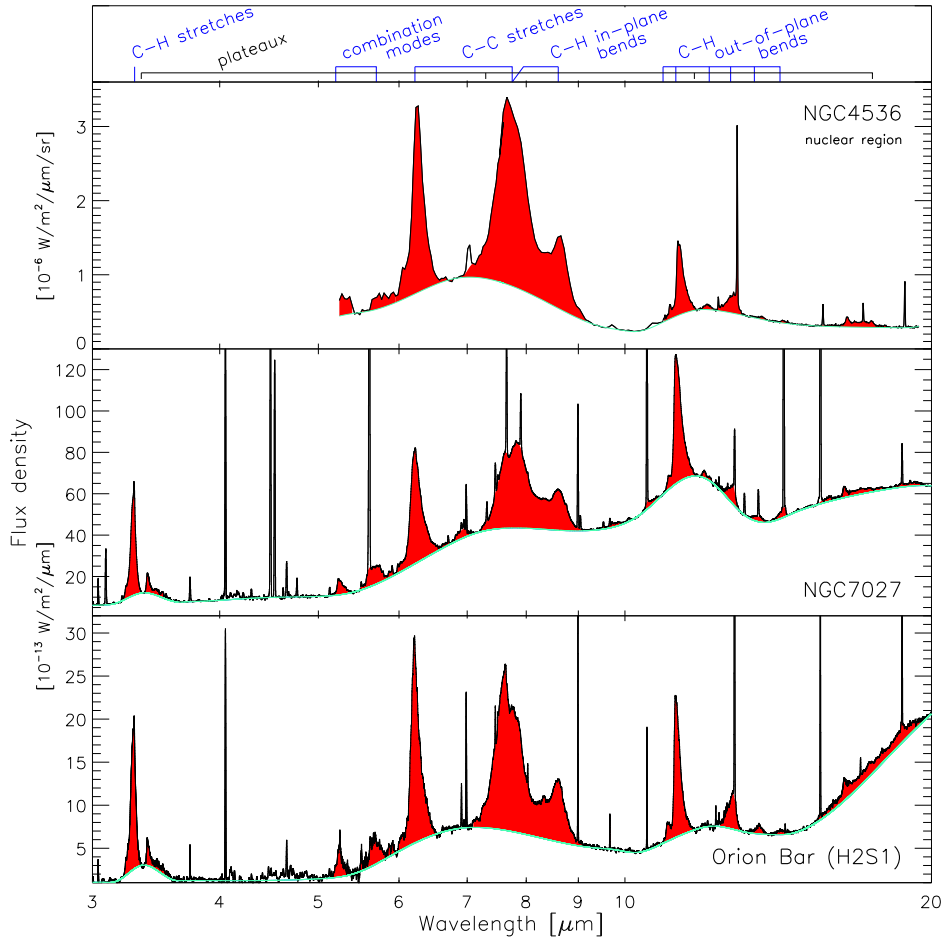 C–H stretches
plateaux
combination modes
C–C stretches
C–H in–plane bends
C–H out–of–plane bends
NGC4536
nuclear region
[10⁻⁶ W/m²/μm/sr]
3
2
1
0
Flux density
120
100
80
60
40
20
NGC7027
[10⁻¹³ W/m²/μm]
30
25
20
15
10
5
Orion Bar (H2S1)
3 4 5 6 7 8 9 10 20
Wavelength [μm]